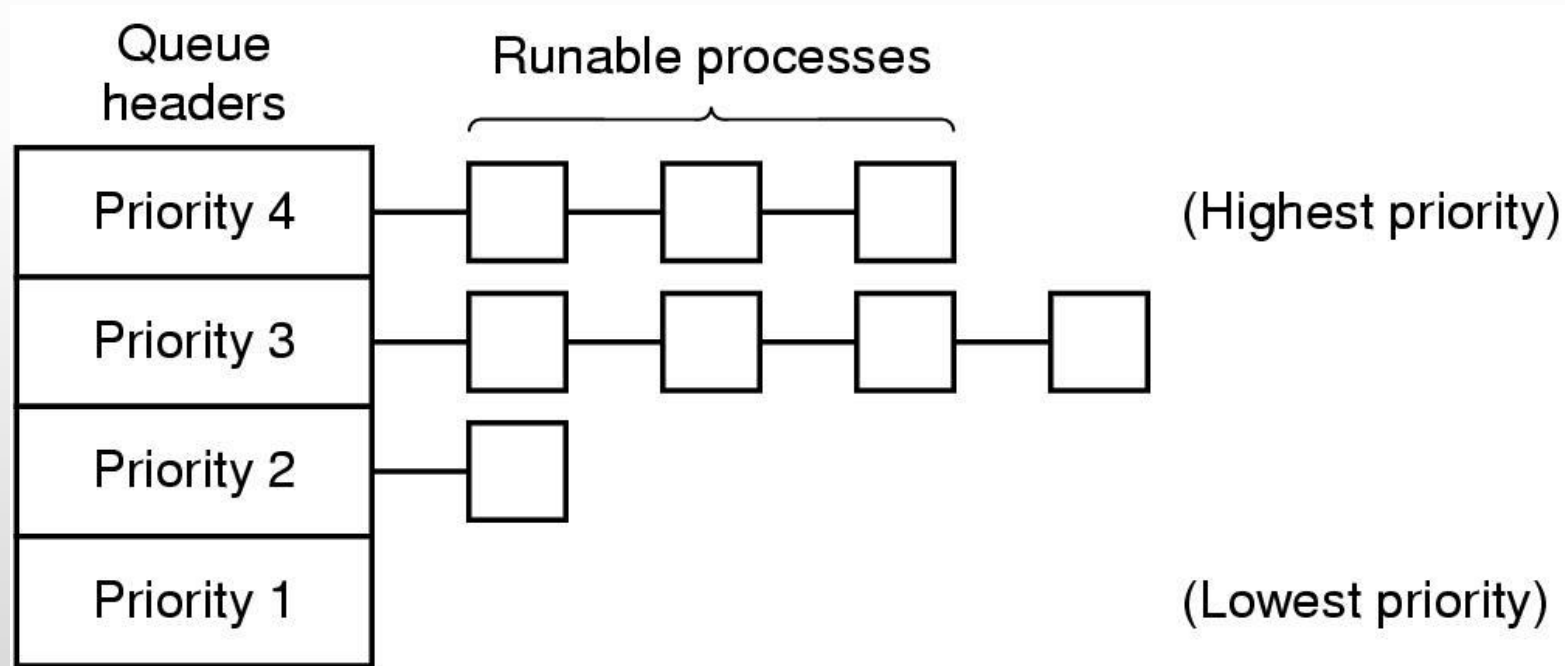 Queue
headers
Runable processes
Priority 4
(Highest priority)
Priority 3
Priority 2
Priority 1
(Lowest priority)